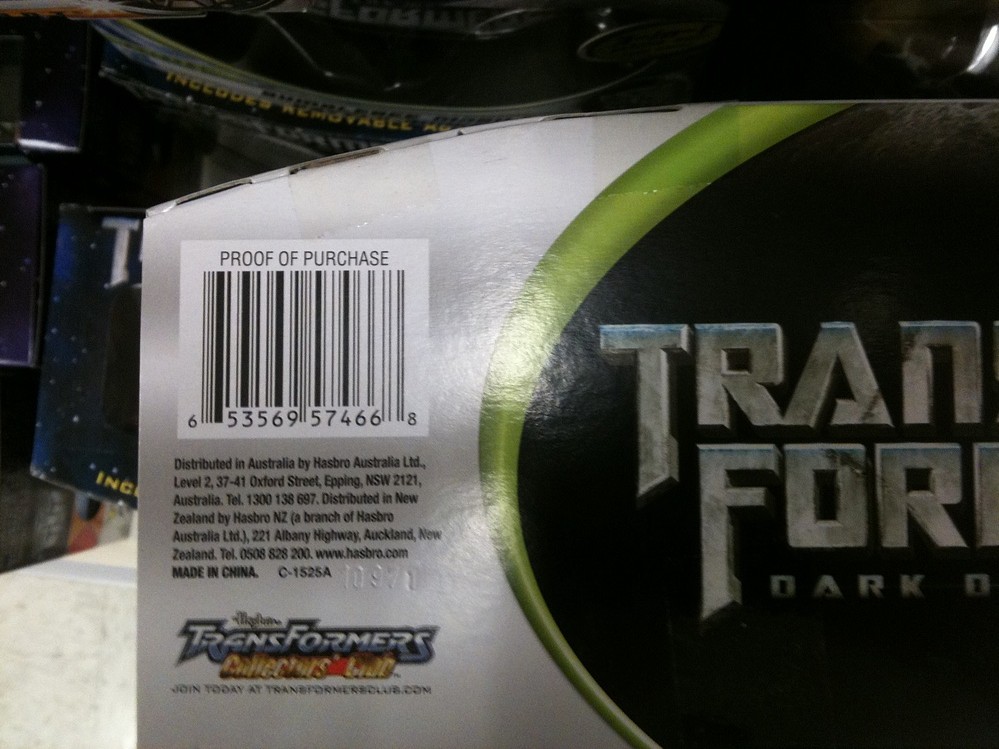 INCLUDES REMOVABLE
PROOF OF PURCHASE
6 53569 57466 8
Distributed in Australia by Hasbro Australia Ltd.,
Level 2, 37-41 Oxford Street, Epping, NSW 2121,
Australia. Tel. 1300 138 697. Distributed in New
Zealand by Hasbro NZ (a branch of Hasbro
Australia Ltd.), 221 Albany Highway, Auckland, New
Zealand. Tel. 0508 828 200. www.hasbro.com
MADE IN CHINA. C-1525A
TRANSFORMERS
Collectors' Club
JOIN TODAY AT TRANSFORMERSCLUB.COM
TRANS
FOR
DARK